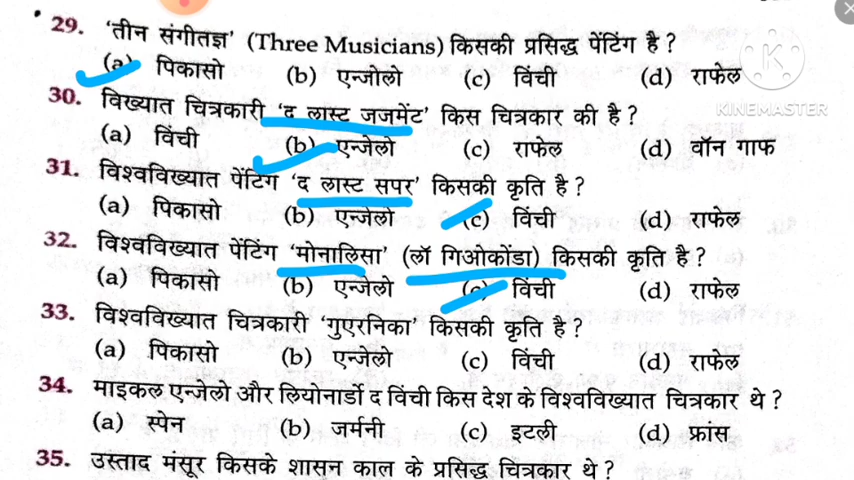 29. 'तीन संगीतज्ञ' (Three Musicians) किसकी प्रसिद्ध पेंटिग है?
(a) पिकासो (b) एन्जेलो (c) विंची (d) राफेल
KINEMASTER
30. विख्यात चित्रकारी 'द लास्ट जजमेंट' किस चित्रकार की है?
(a) विंची (b) एन्जेलो (c) राफेल (d) वॉन गाफ
31. विश्वविख्यात पेंटिग 'द लास्ट सपर' किसकी कृति है?
(a) पिकासो (b) एन्जेलो (c) विंची (d) राफेल
32. विश्वविख्यात पेंटिग 'मोनालिसा' (लॉ गिओकोंडा) किसकी कृति है?
(a) पिकासो (b) एन्जेलो (c) विंची (d) राफेल
33. विश्वविख्यात चित्रकारी 'गुएरनिका' किसकी कृति है?
(a) पिकासो (b) एन्जेलो (c) विंची (d) राफेल
34. माइकल एन्जेलो और लियोनार्डो द विंची किस देश के विश्वविख्यात चित्रकार थे?
(a) स्पेन (b) जर्मनी (c) इटली (d) फ्रांस
35. उस्ताद मंसूर किसके शासन काल के प्रसिद्ध चित्रकार थे?